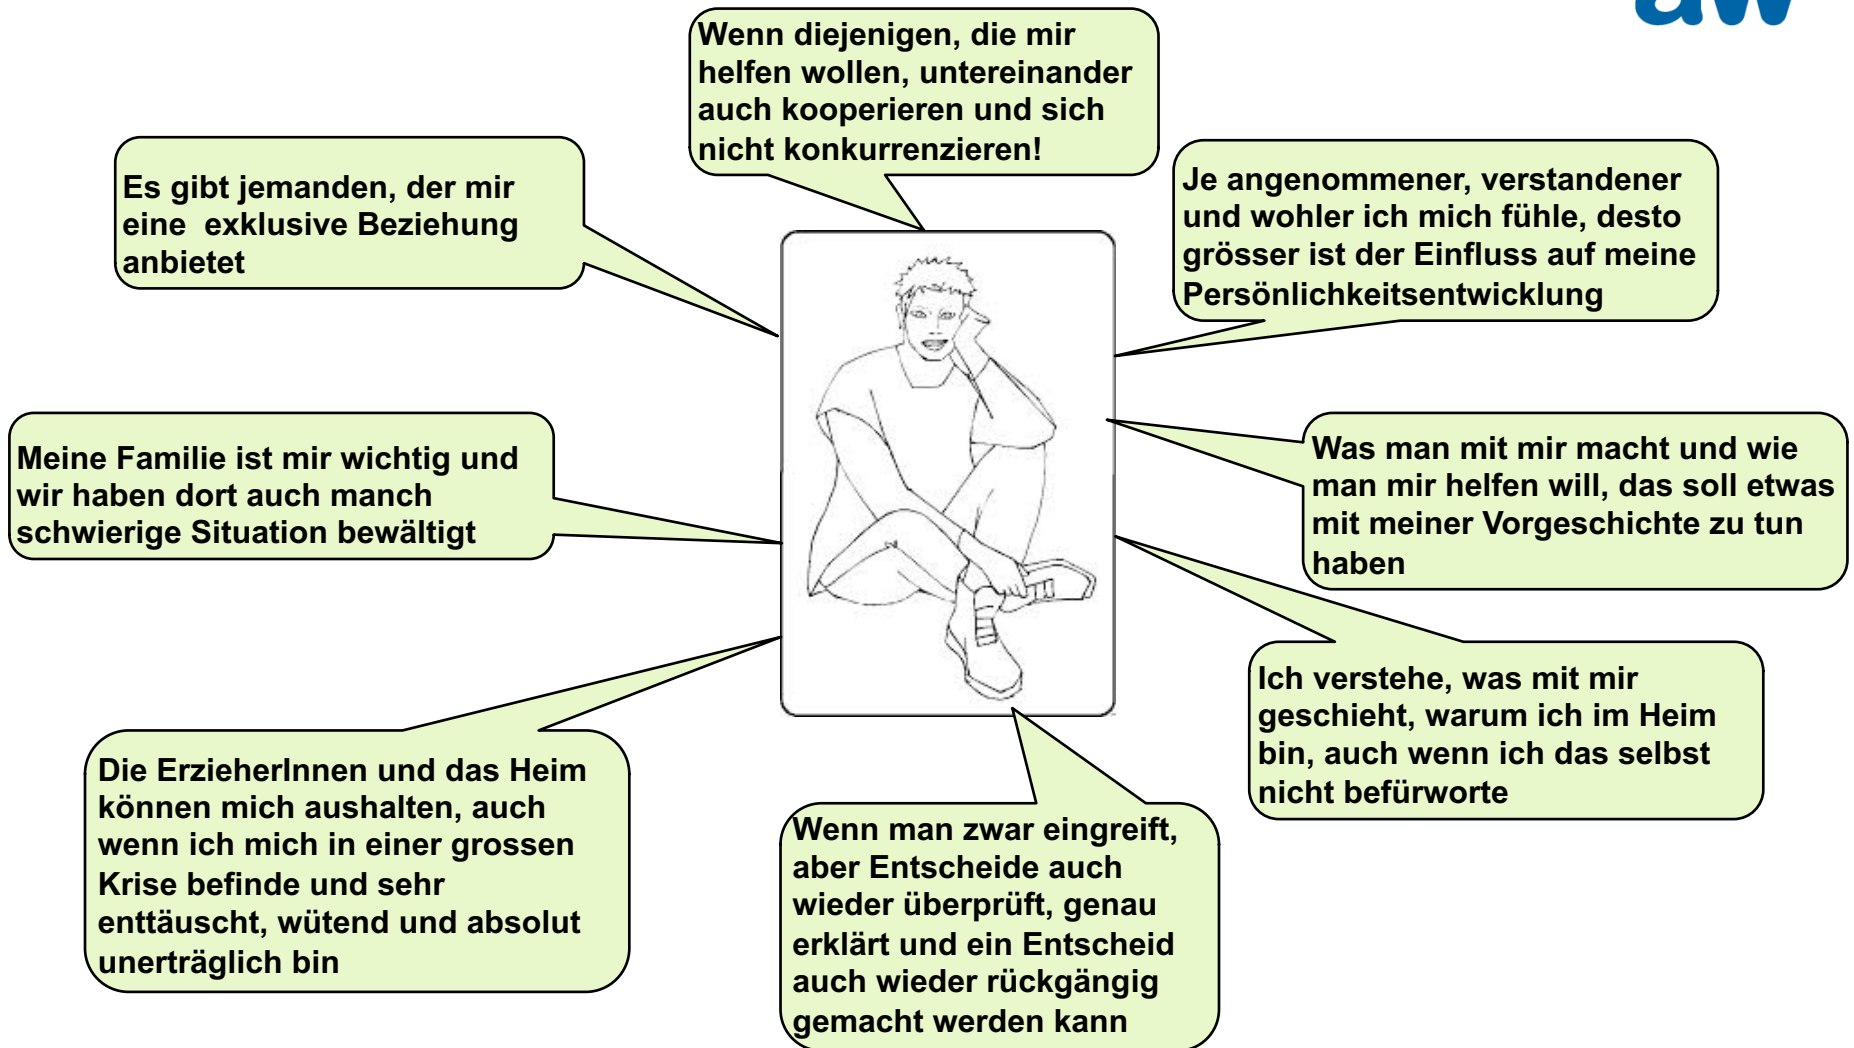 aw
Wenn diejenigen, die mir
helfen wollen, untereinander
auch kooperieren und sich
nicht konkurrenzieren!
Es gibt jemanden, der mir
eine  exklusive Beziehung
anbietet
Je angenommener, verstandener
und wohler ich mich fühle, desto
grösser ist der Einfluss auf meine
Persönlichkeitsentwicklung
Meine Familie ist mir wichtig und
wir haben dort auch manch
schwierige Situation bewältigt
Was man mit mir macht und wie
man mir helfen will, das soll etwas
mit meiner Vorgeschichte zu tun
haben
Ich verstehe, was mit mir
geschieht, warum ich im Heim
bin, auch wenn ich das selbst
nicht befürworte
Die ErzieherInnen und das Heim
können mich aushalten, auch
wenn ich mich in einer grossen
Krise befinde und sehr
enttäuscht, wütend und absolut
unerträglich bin
Wenn man zwar eingreift,
aber Entscheide auch
wieder überprüft, genau
erklärt und ein Entscheid
auch wieder rückgängig
gemacht werden kann